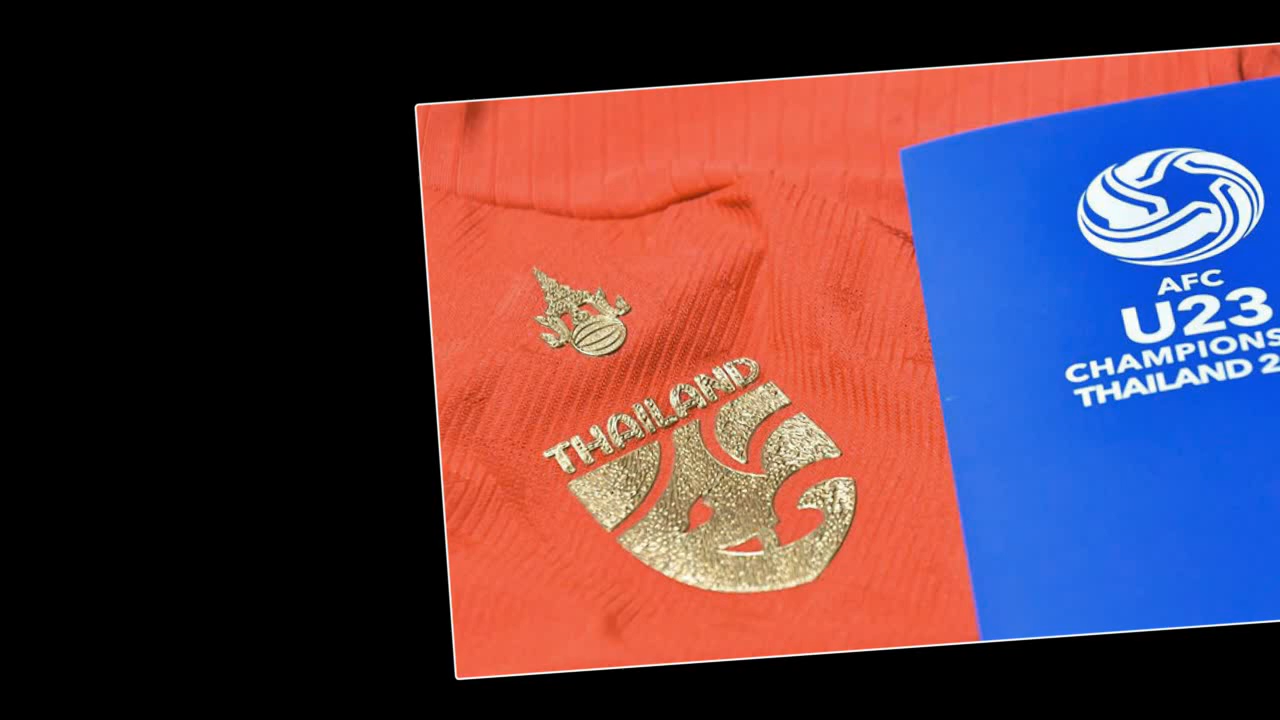 THAILAND
AFC
U23
CHAMPIONS
THAILAND 2